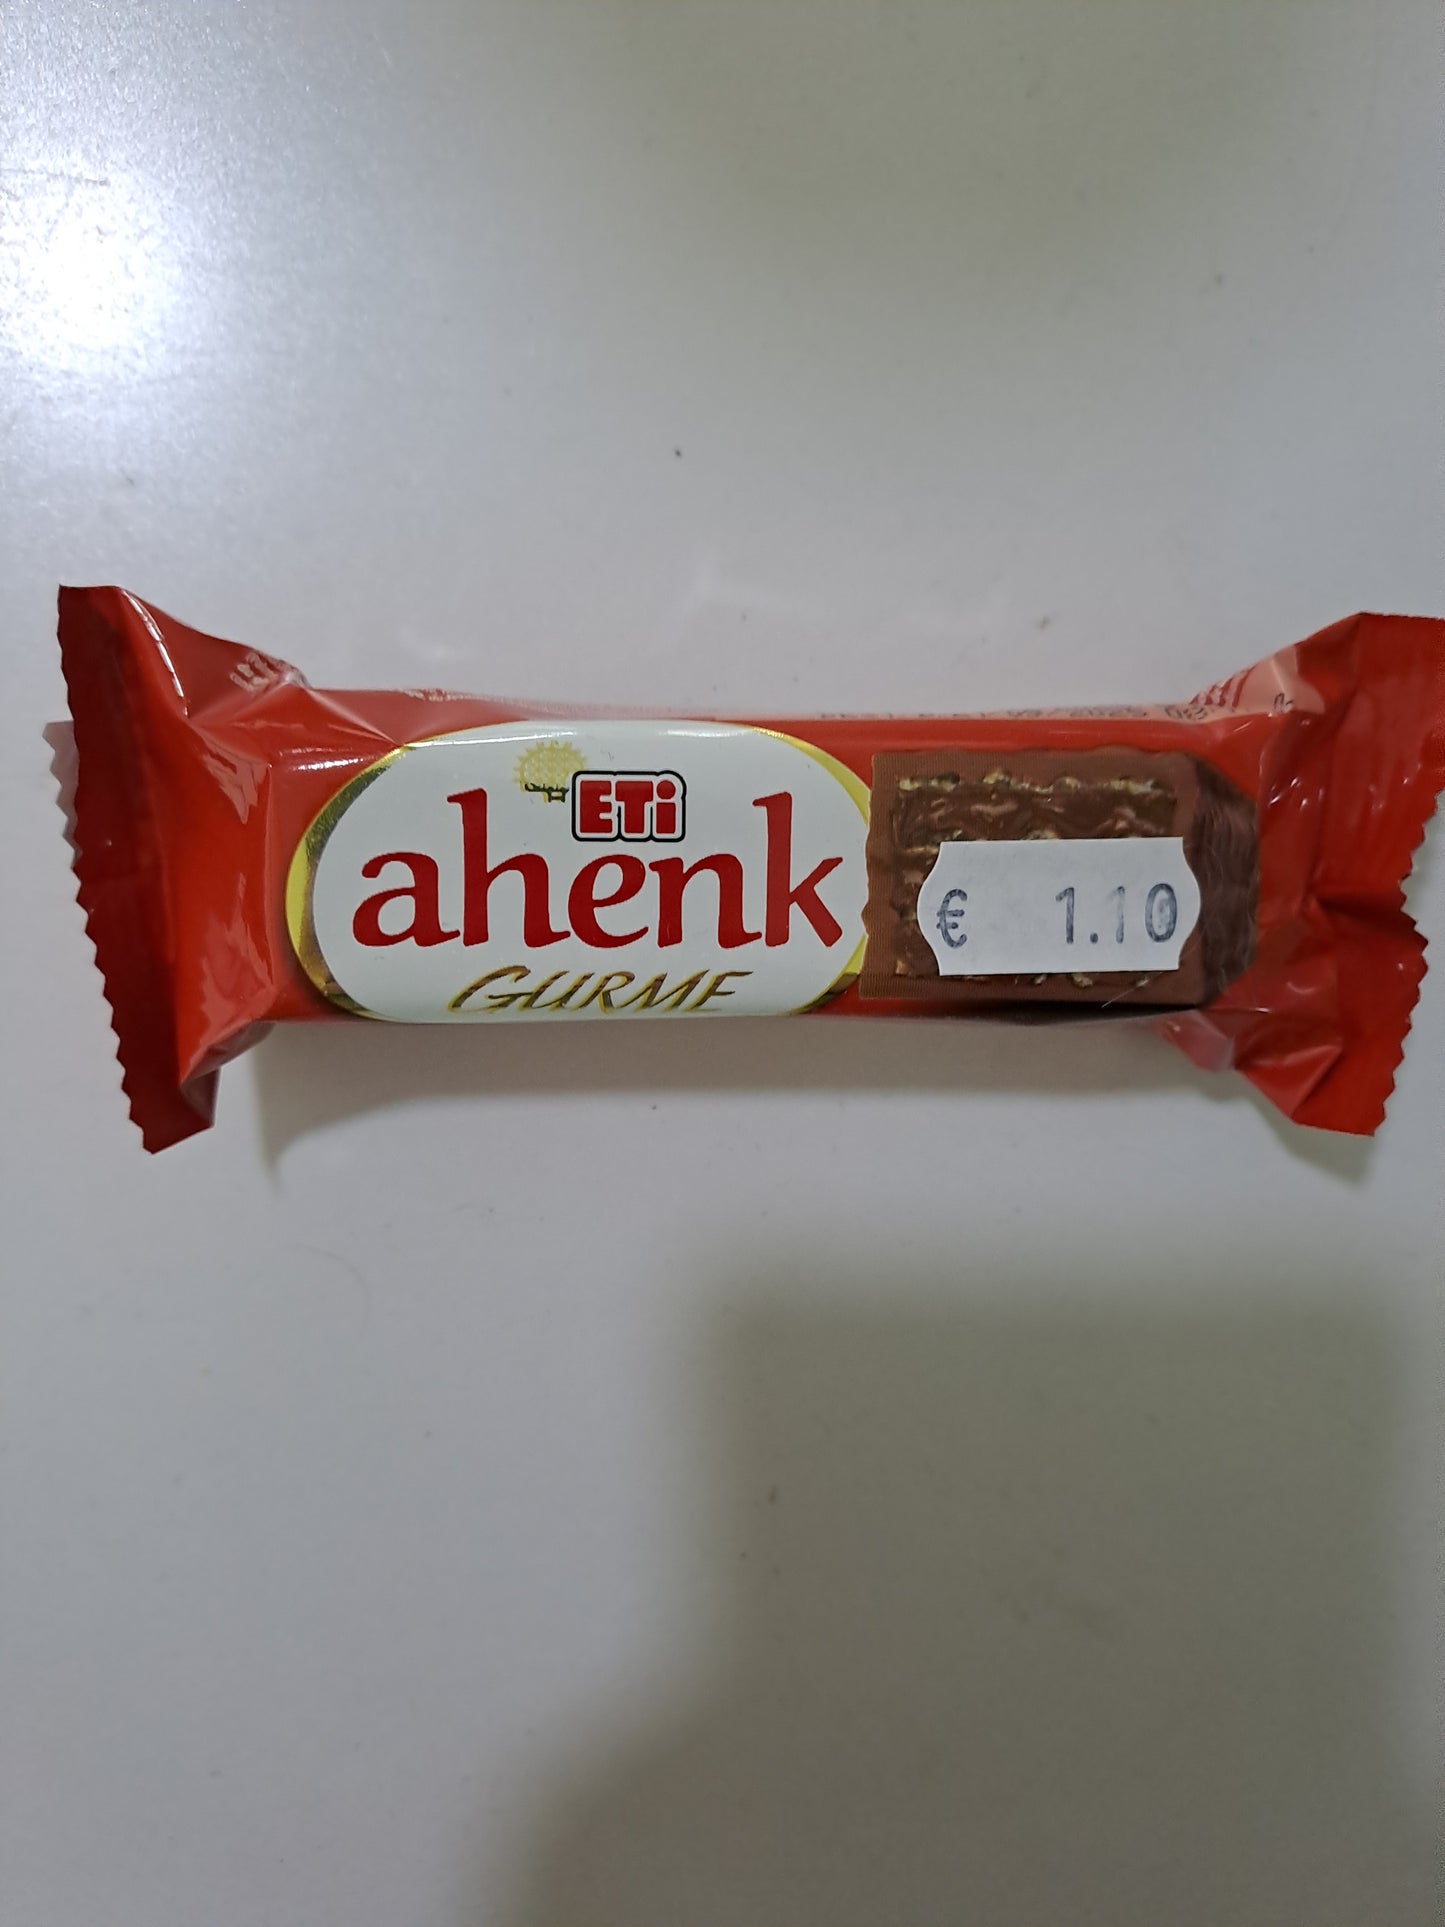 ETİ
ahenk
GURME
€ 1.10